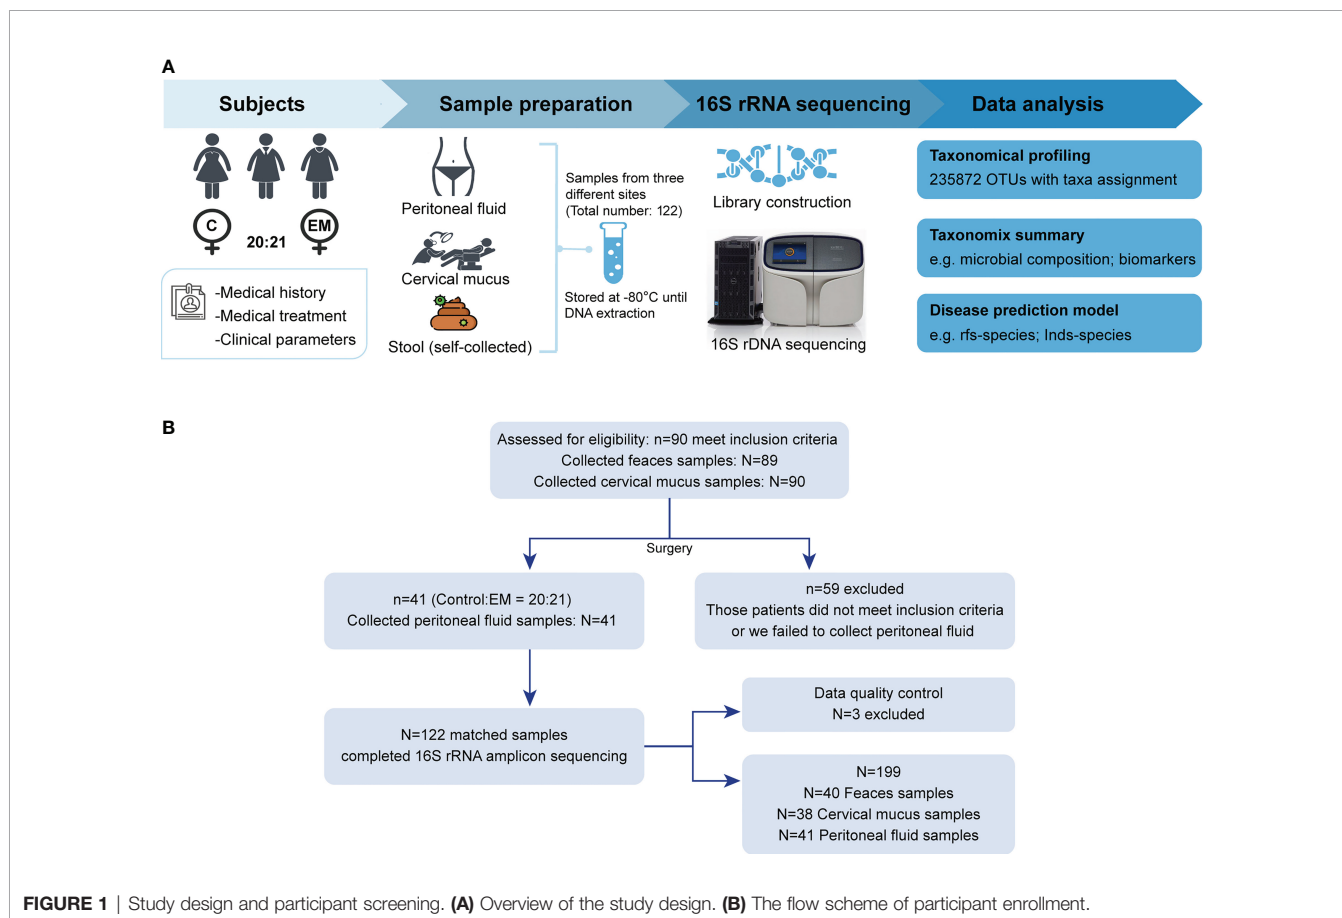 A
Subjects
Sample preparation
16S rRNA sequencing
Data analysis
C
20:21
EM
-Medical history
-Medical treatment
-Clinical parameters
Peritoneal fluid
Cervical mucus
Stool (self-collected)
Samples from three
different sites
(Total number: 122)
Stored at -80°C until
DNA extraction
Library construction
16S rDNA sequencing
Taxonomical profiling
235872 OTUs with taxa assignment
Taxonomix summary
e.g. microbial composition; biomarkers
Disease prediction model
e.g. rfs-species; lnds-species
B
Assessed for eligibility: n=90 meet inclusion criteria
Collected feaces samples: N=89
Collected cervical mucus samples: N=90
Surgery
n=41 (Control:EM = 20:21)
Collected peritoneal fluid samples: N=41
n=59 excluded
Those patients did not meet inclusion criteria
or we failed to collect peritoneal fluid
N=122 matched samples
completed 16S rRNA amplicon sequencing
Data quality control
N=3 excluded
N=199
N=40 Feaces samples
N=38 Cervical mucus samples
N=41 Peritoneal fluid samples
FIGURE 1 | Study design and participant screening. (A) Overview of the study design. (B) The flow scheme of participant enrollment.